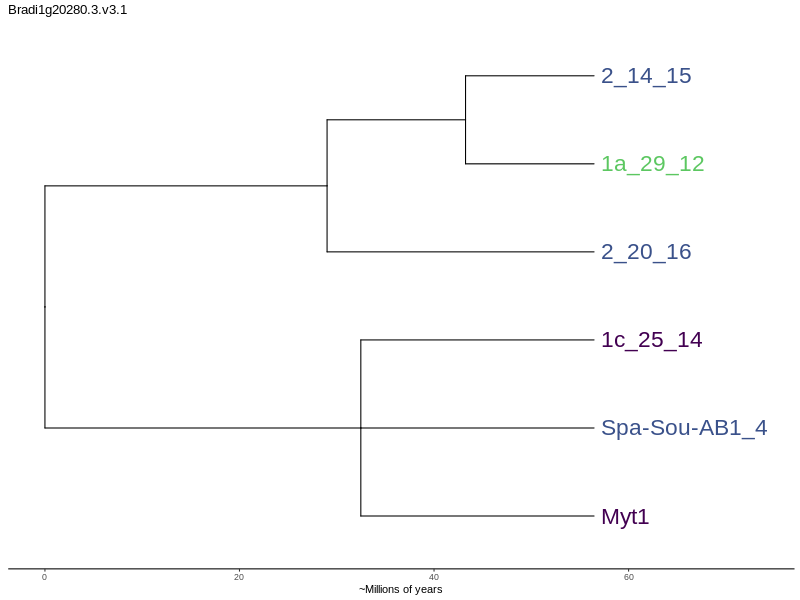 Bradi1g20280.3.v3.1
2_14_15
1a_29_12
2_20_16
1c_25_14
Spa-Sou-AB1_4
Myt1
0 20 40 60
~Millions of years